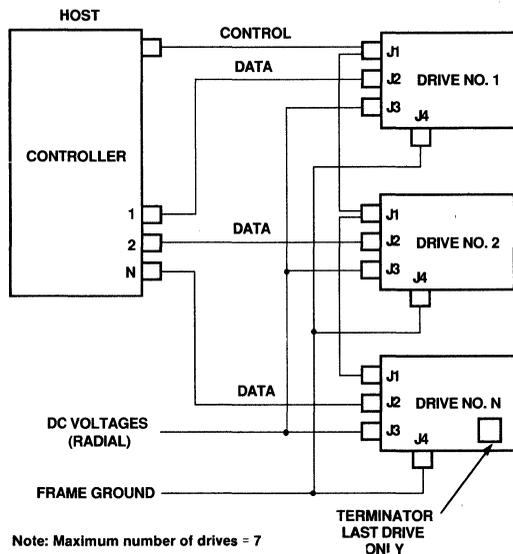 HOST
CONTROL
J1
DATA
J2
DRIVE NO. 1
J3
J4
CONTROLLER
1
2
N
DATA
J1
J2
DRIVE NO. 2
J3
J4
DATA
J1
J2
DRIVE NO. N
J3
J4
DC VOLTAGES
(RADIAL)
FRAME GROUND
TERMINATOR
LAST DRIVE
ONLY
Note: Maximum number of drives = 7